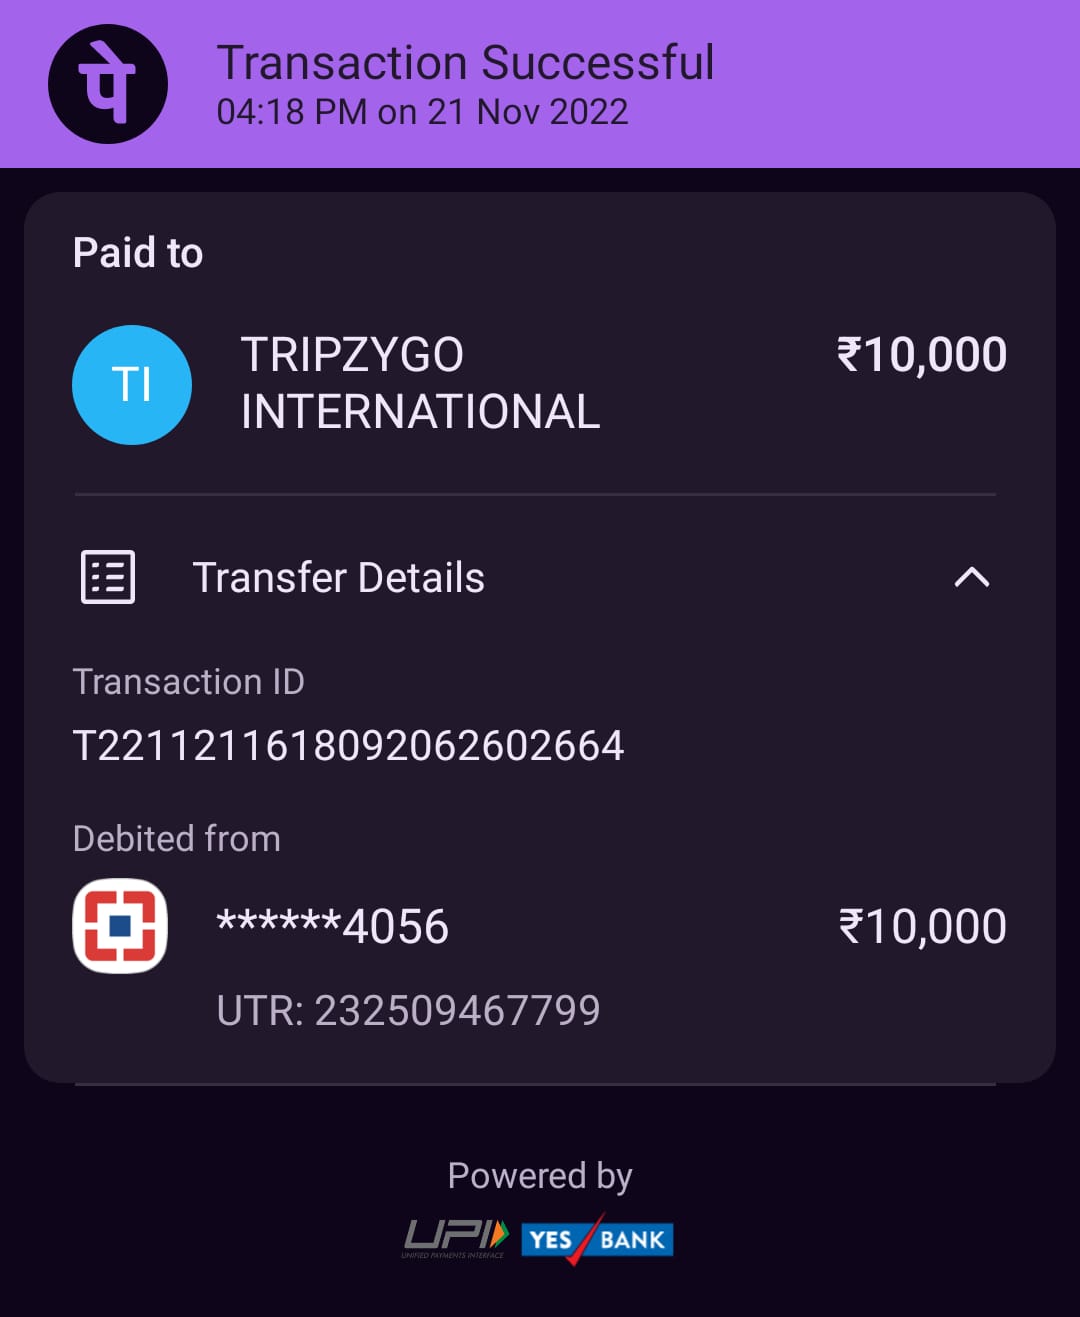 पे
Transaction Successful
04:18 PM on 21 Nov 2022
Paid to
TI
TRIPZYGO
INTERNATIONAL
₹10,000
Transfer Details
Transaction ID
T2211211618092062602664
Debited from
******4056
₹10,000
UTR: 232509467799
Powered by
UPI
UNIFIED PAYMENTS INTERFACE
YES BANK